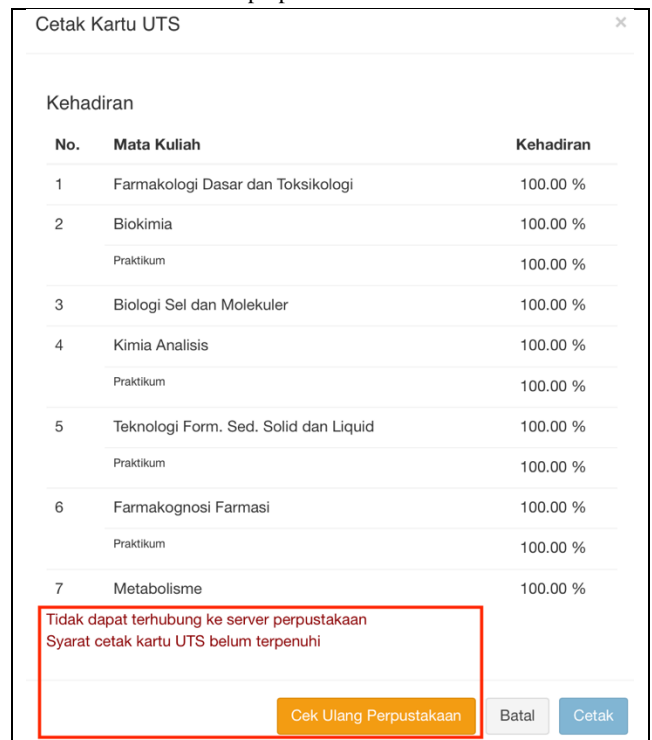 Cetak Kartu UTS ×
Kehadiran
No. Mata Kuliah Kehadiran
1 Farmakologi Dasar dan Toksikologi 100.00 %
2 Biokimia 100.00 %
Praktikum 100.00 %
3 Biologi Sel dan Molekuler 100.00 %
4 Kimia Analisis 100.00 %
Praktikum 100.00 %
5 Teknologi Form. Sed. Solid dan Liquid 100.00 %
Praktikum 100.00 %
6 Farmakognosi Farmasi 100.00 %
Praktikum 100.00 %
7 Metabolisme 100.00 %
Tidak dapat terhubung ke server perpustakaan
Syarat cetak kartu UTS belum terpenuhi
Cek Ulang Perpustakaan Batal Cetak